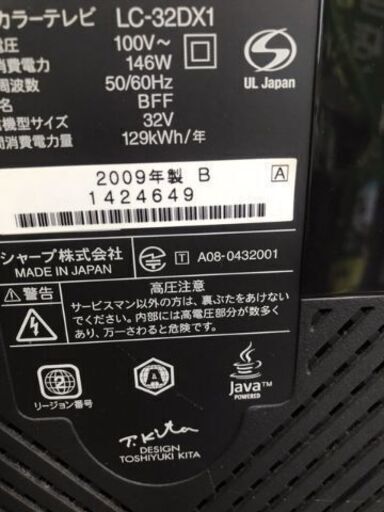 カラーテレビ LC-32DX1
電圧 100V～
消費電力 146W
周波数 50/60Hz
名 BFF
機型サイズ 32V
間消費電力量 129kWh/年
UL Japan
2009年製 B
A
1424649
シャープ株式会社
MADE IN JAPAN
T A08-0432001
警告 高圧注意
サービスマン以外の方は、裏ぶたをあけない
でください。内部には高電圧部分が数多く
あり、万一さわると危険です。
2
リージョン番号
A
Java™
POWERED
T. Kita
DESIGN
TOSHIYUKI KITA